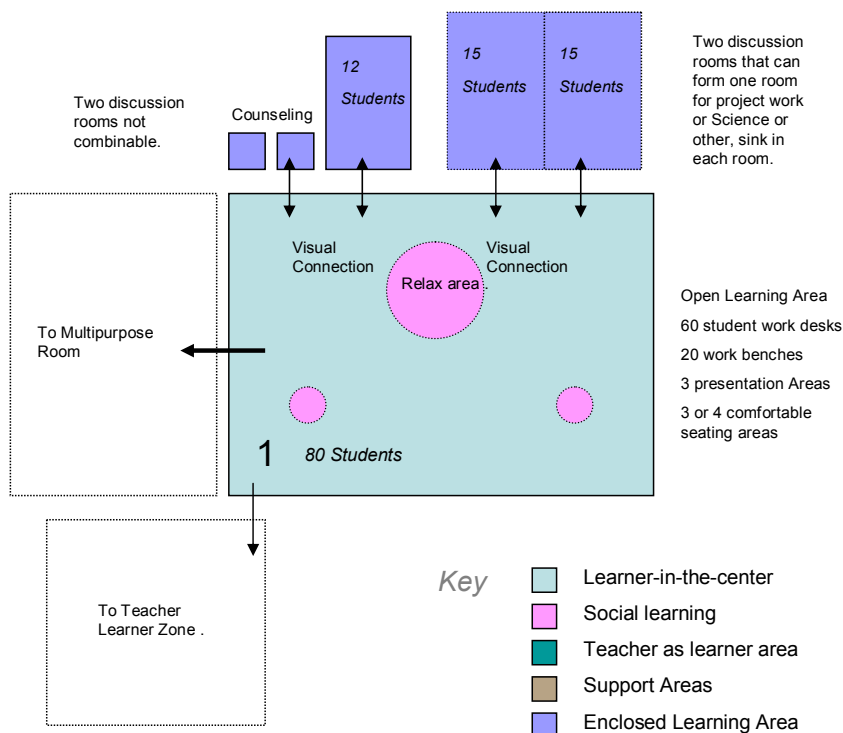 Two discussion
rooms not
combinable.
Counseling
12
Students
15
Students
15
Students
Two discussion
rooms that can
form one room
for project work
or Science or
other, sink in
each room.
Visual
Connection
Visual
Connection
Relax area .
To Multipurpose
Room
Open Learning Area
60 student work desks
20 work benches
3 presentation Areas
3 or 4 comfortable
seating areas
1 80 Students
To Teacher
Learner Zone .
Key
Learner-in-the-center
Social learning
Teacher as learner area
Support Areas
Enclosed Learning Area